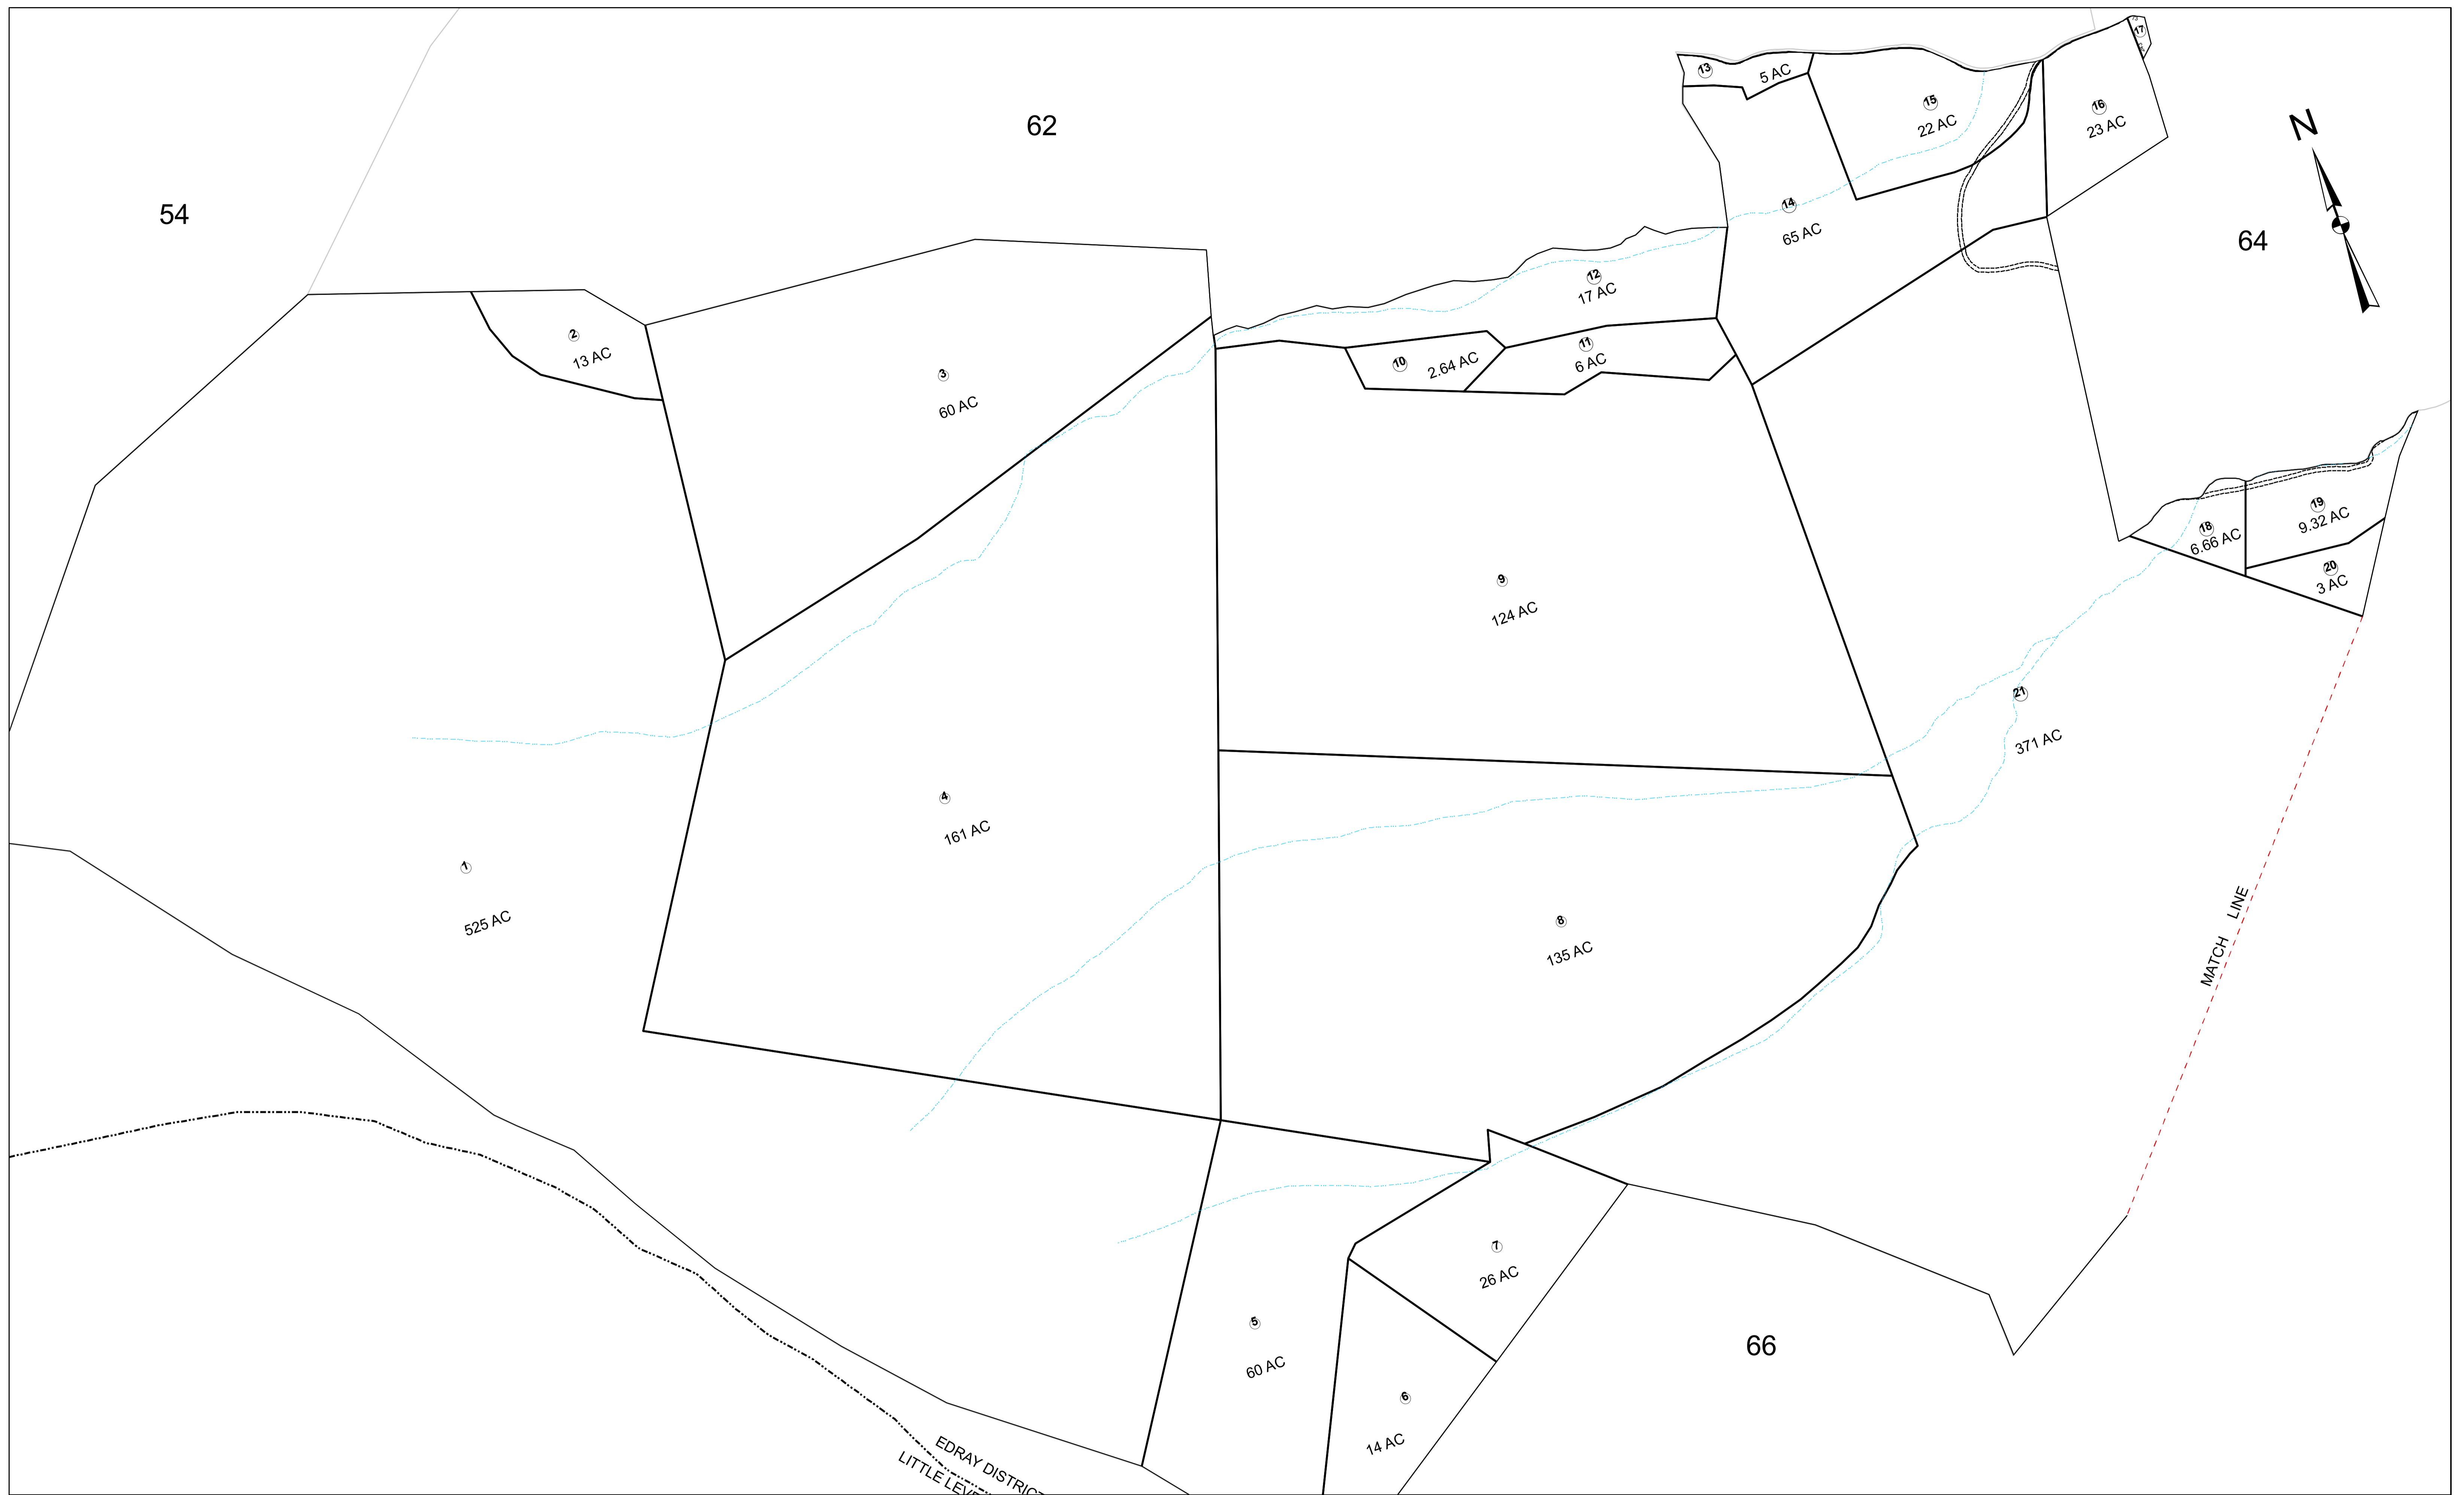 17
13
5 AC
15
22 AC
16
23 AC
N
62
54
14
65 AC
64
12
17 AC
2
13 AC
3
60 AC
10
2.64 AC
11
6 AC
18
6.66 AC
19
9.32 AC
20
3 AC
9
124 AC
21
371 AC
4
161 AC
1
525 AC
8
135 AC
MATCH LINE
7
26 AC
5
60 AC
66
6
14 AC
EDRAY DISTRICT
LITTLE LEVE